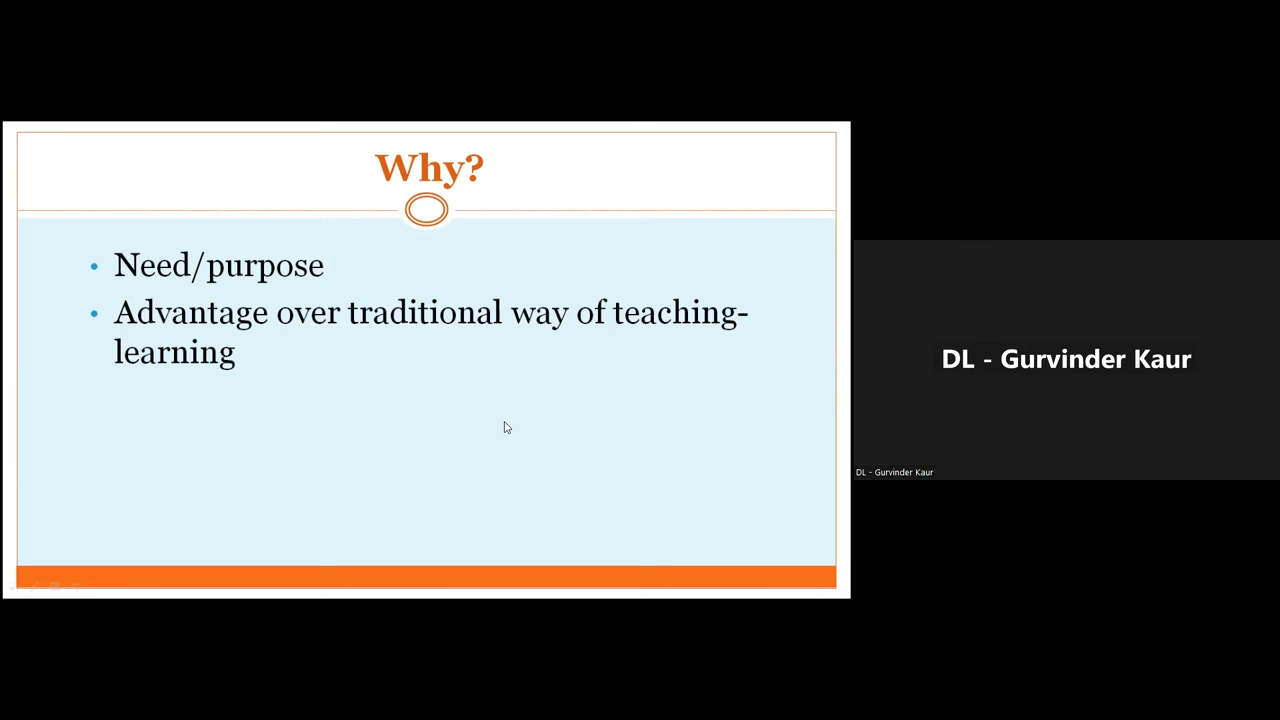 Why?
• Need/purpose
• Advantage over traditional way of teaching-
learning
DL - Gurvinder Kaur
DL - Gurvinder Kaur